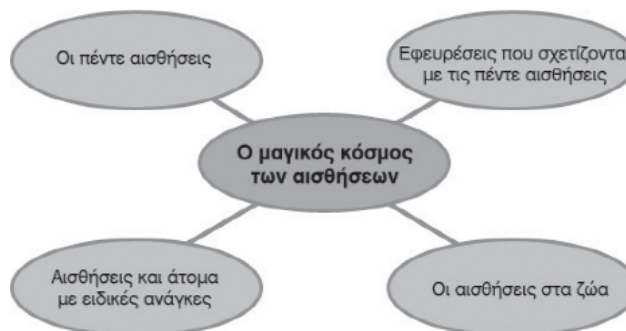 Οι πέντε αισθήσεις
Εφευρέσεις που σχετίζοντα
με τις πέντε αισθήσεις
Ο μαγικός κόσμος
των αισθήσεων
Αισθήσεις και άτομα
με ειδικές ανάγκες
Οι αισθήσεις στα ζώα